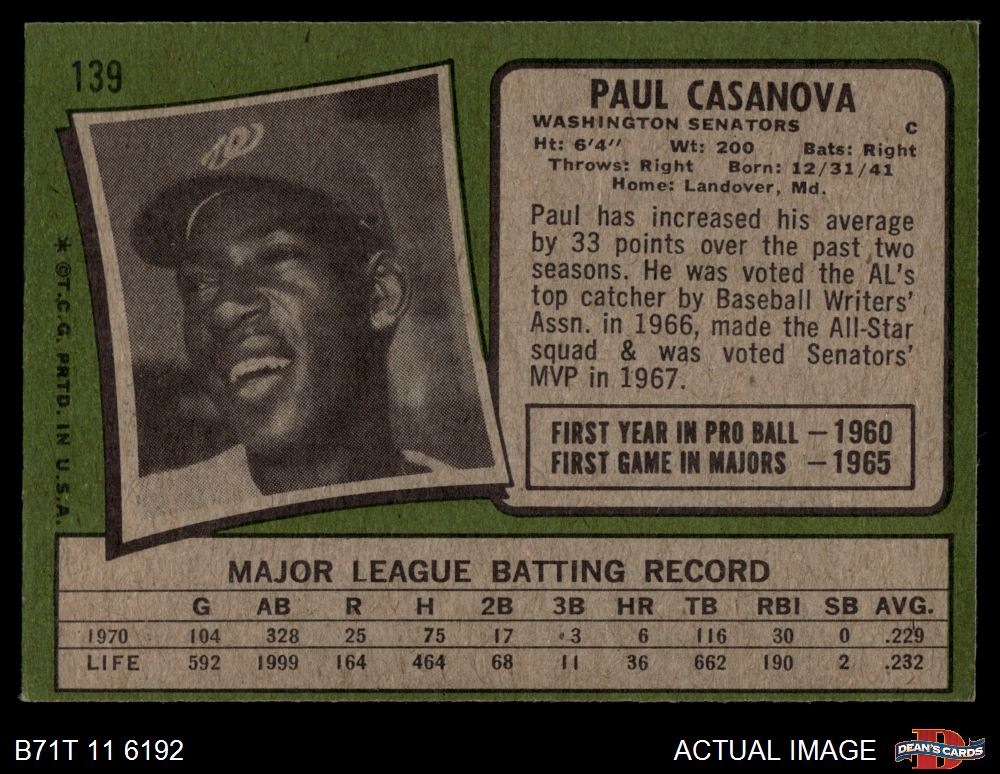 139
PAUL CASANOVA
WASHINGTON SENATORS C
Ht: 6'4" Wt: 200 Bats: Right
Throws: Right Born: 12/31/41
Home: Landover, Md.
Paul has increased his average
by 33 points over the past two
seasons. He was voted the AL's
top catcher by Baseball Writers'
Assn. in 1966, made the All-Star
squad & was voted Senators'
MVP in 1967.
FIRST YEAR IN PRO BALL — 1960
FIRST GAME IN MAJORS — 1965
W
* ©T.C.G. PRTD. IN U.S.A.
MAJOR LEAGUE BATTING RECORD
G AB R H 2B 3B HR TB RBI SB AVG.
1970 104 328 25 75 17 3 6 116 30 0 .229
LIFE 592 1999 164 464 68 11 36 662 190 2 .232
B71T 11 6192
ACTUAL IMAGE
D
DEAN'S CARDS